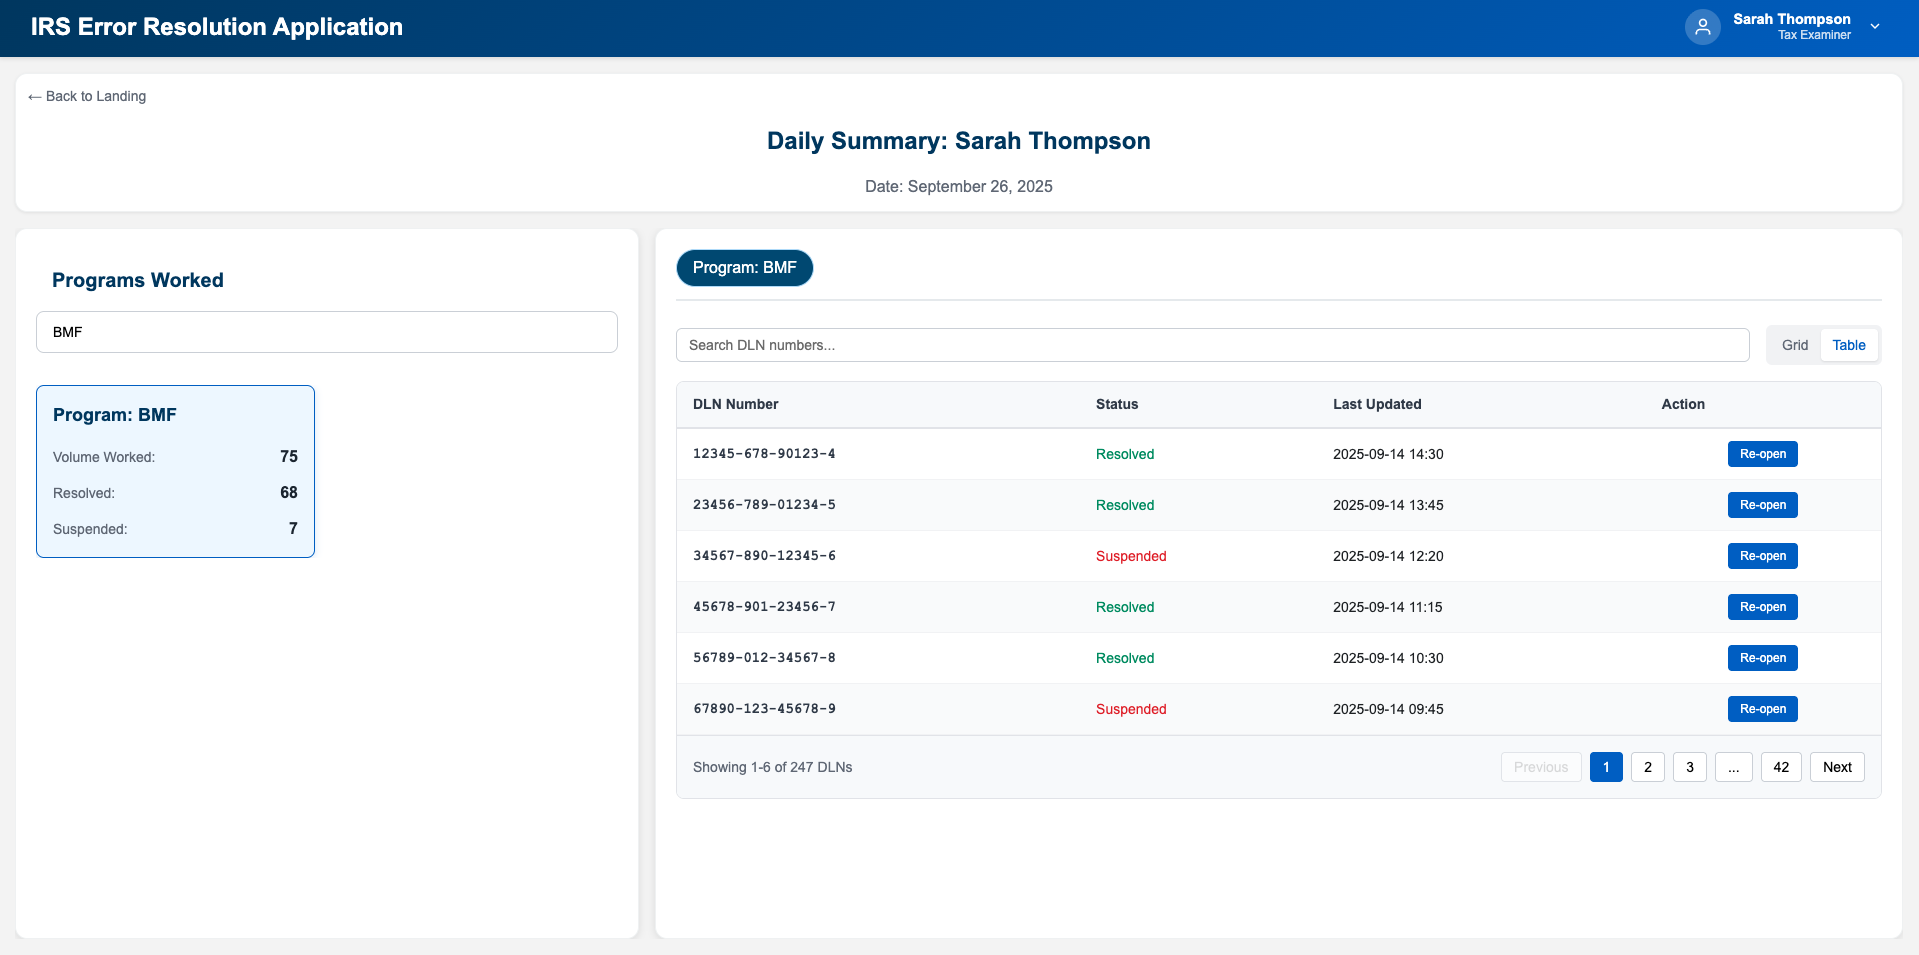 IRS Error Resolution Application
Sarah Thompson
Tax Examiner
← Back to Landing
Daily Summary: Sarah Thompson
Date: September 26, 2025
Programs Worked
BMF
Program: BMF
Volume Worked: 75
Resolved: 68
Suspended: 7
Program: BMF
Search DLN numbers...
Grid Table
DLN Number Status Last Updated Action
12345-678-90123-4 Resolved 2025-09-14 14:30 Re-open
23456-789-01234-5 Resolved 2025-09-14 13:45 Re-open
34567-890-12345-6 Suspended 2025-09-14 12:20 Re-open
45678-901-23456-7 Resolved 2025-09-14 11:15 Re-open
56789-012-34567-8 Resolved 2025-09-14 10:30 Re-open
67890-123-45678-9 Suspended 2025-09-14 09:45 Re-open
Showing 1-6 of 247 DLNs Previous 1 2 3 ... 42 Next